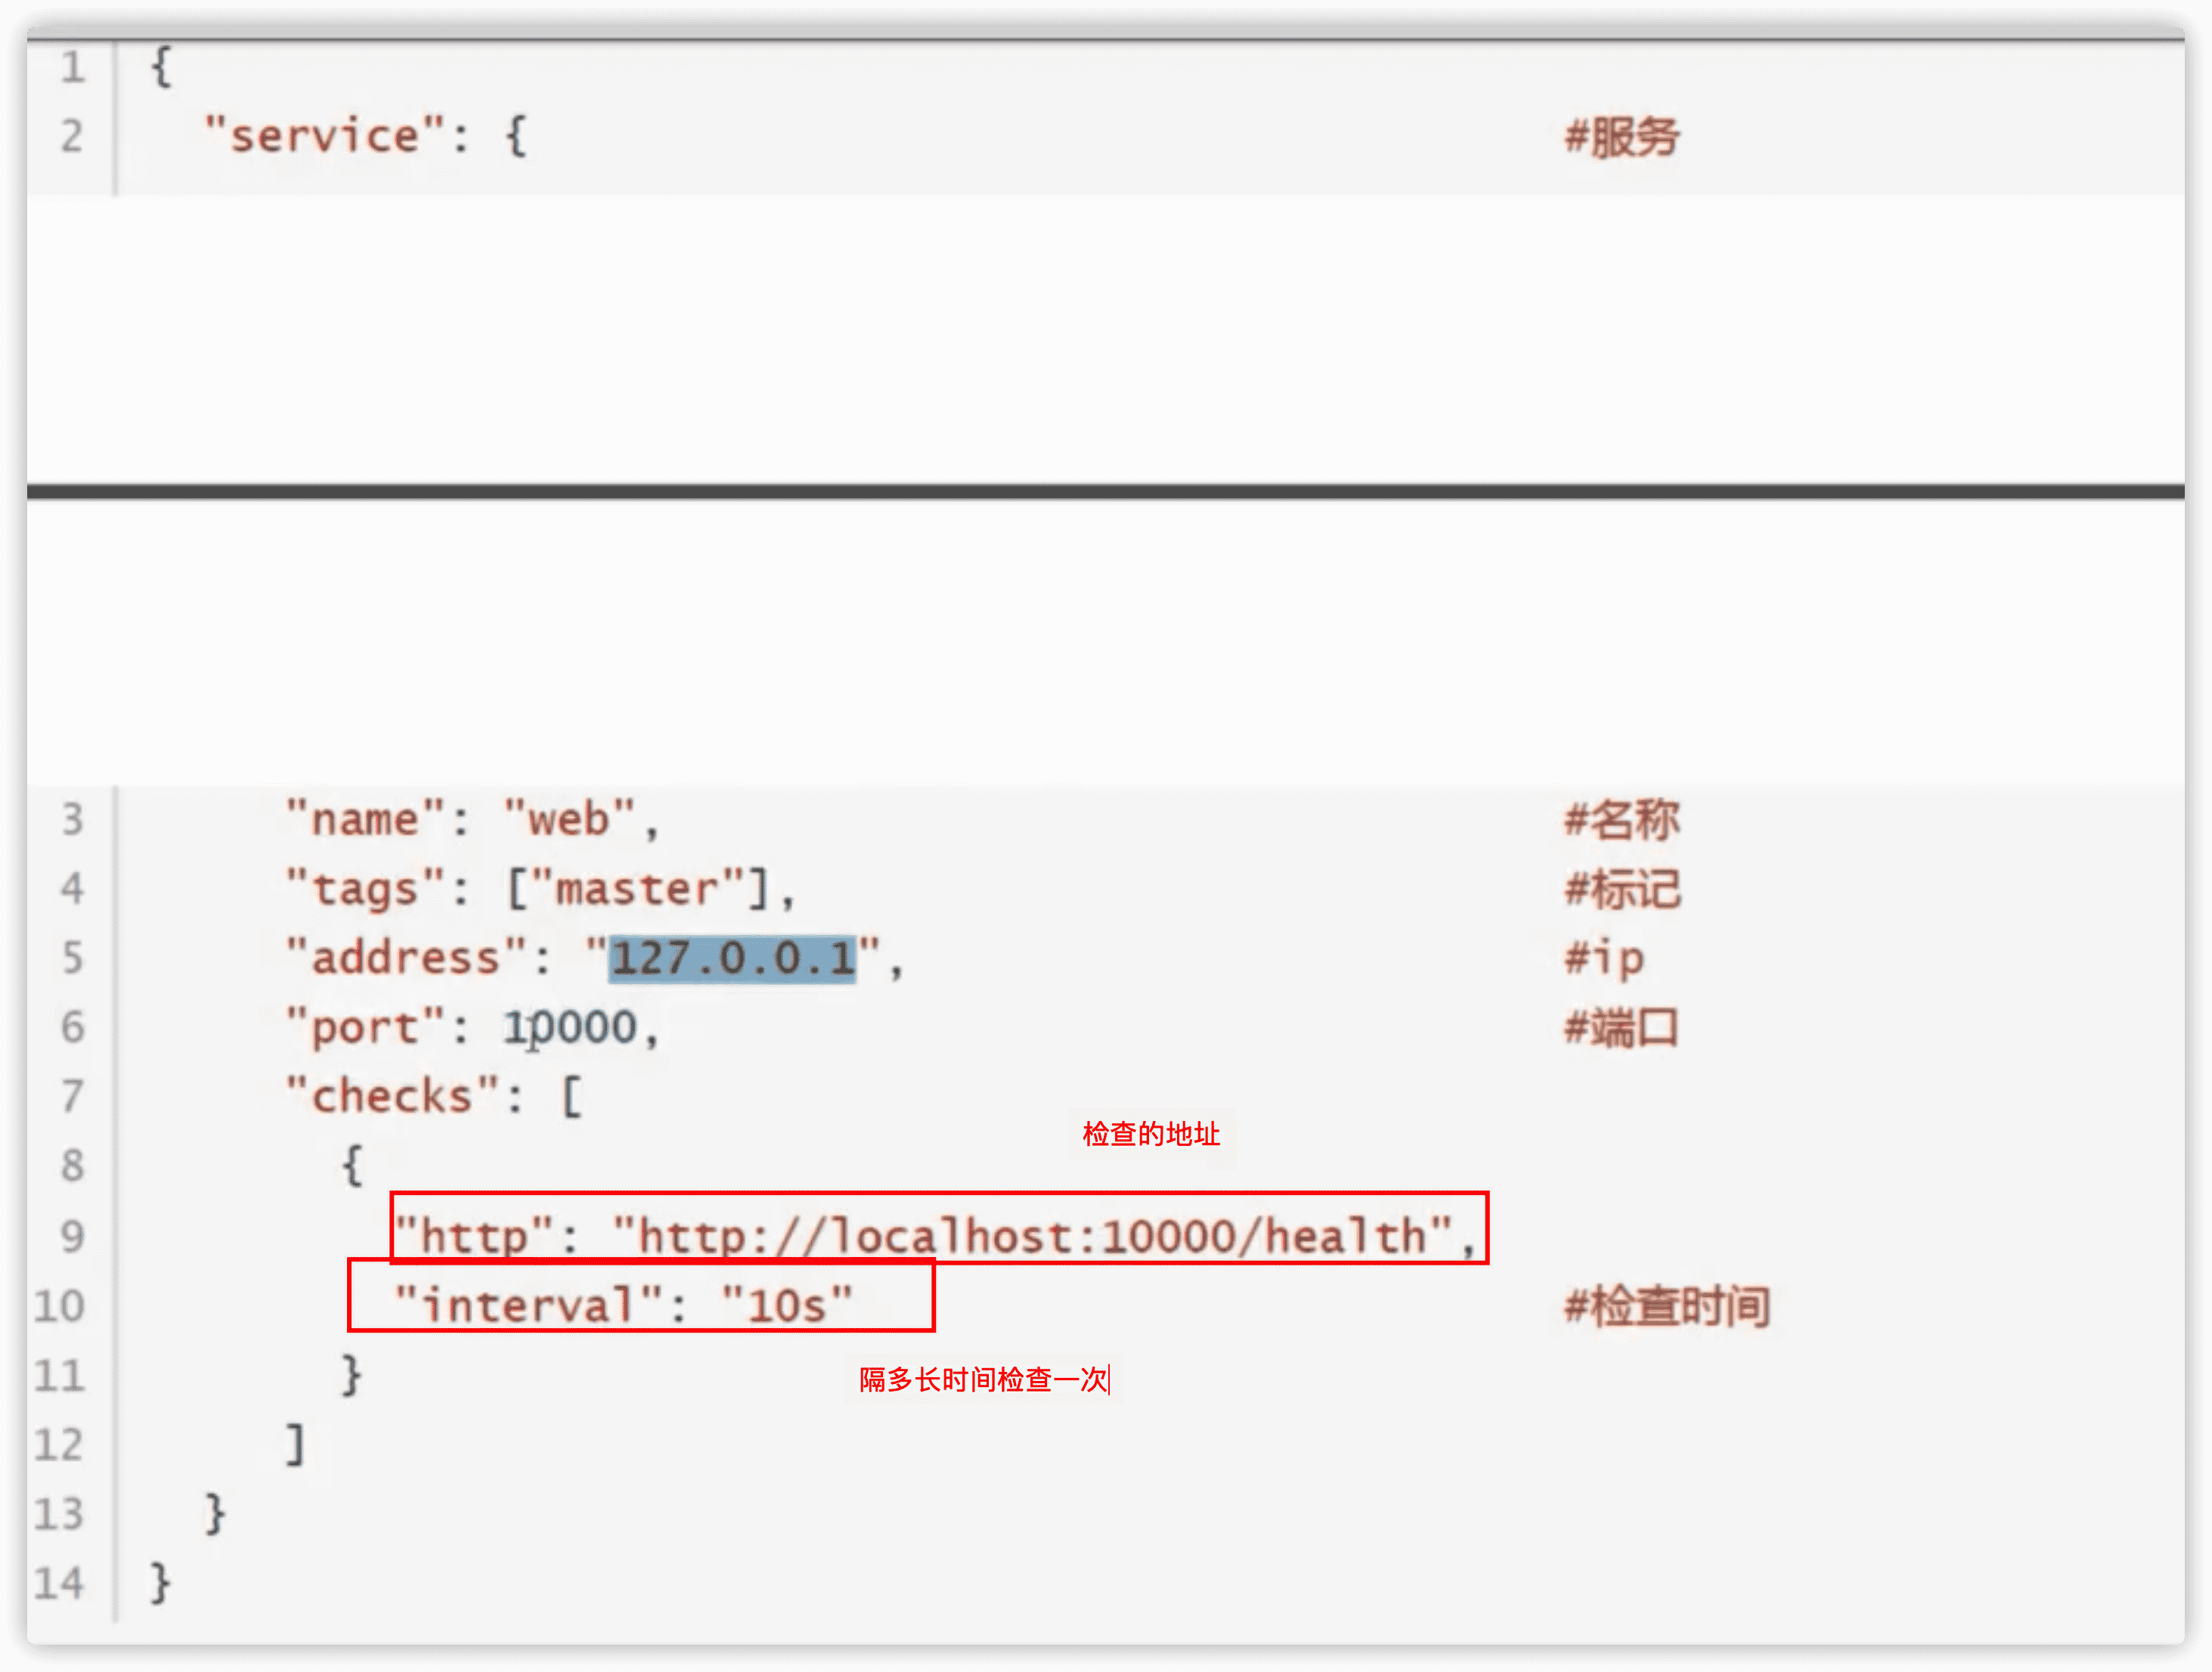 1 {
2 "service": { #服务
3 "name": "web", #名称
4 "tags": ["master"], #标记
5 "address": "127.0.0.1", #ip
6 "port": 10000, #端口
7 "checks": [
检查的地址
8 {
9 "http": "http://localhost:10000/health",
10 "interval": "10s" #检查时间
11 }
隔多长时间检查一次
12 ]
13 }
14 }